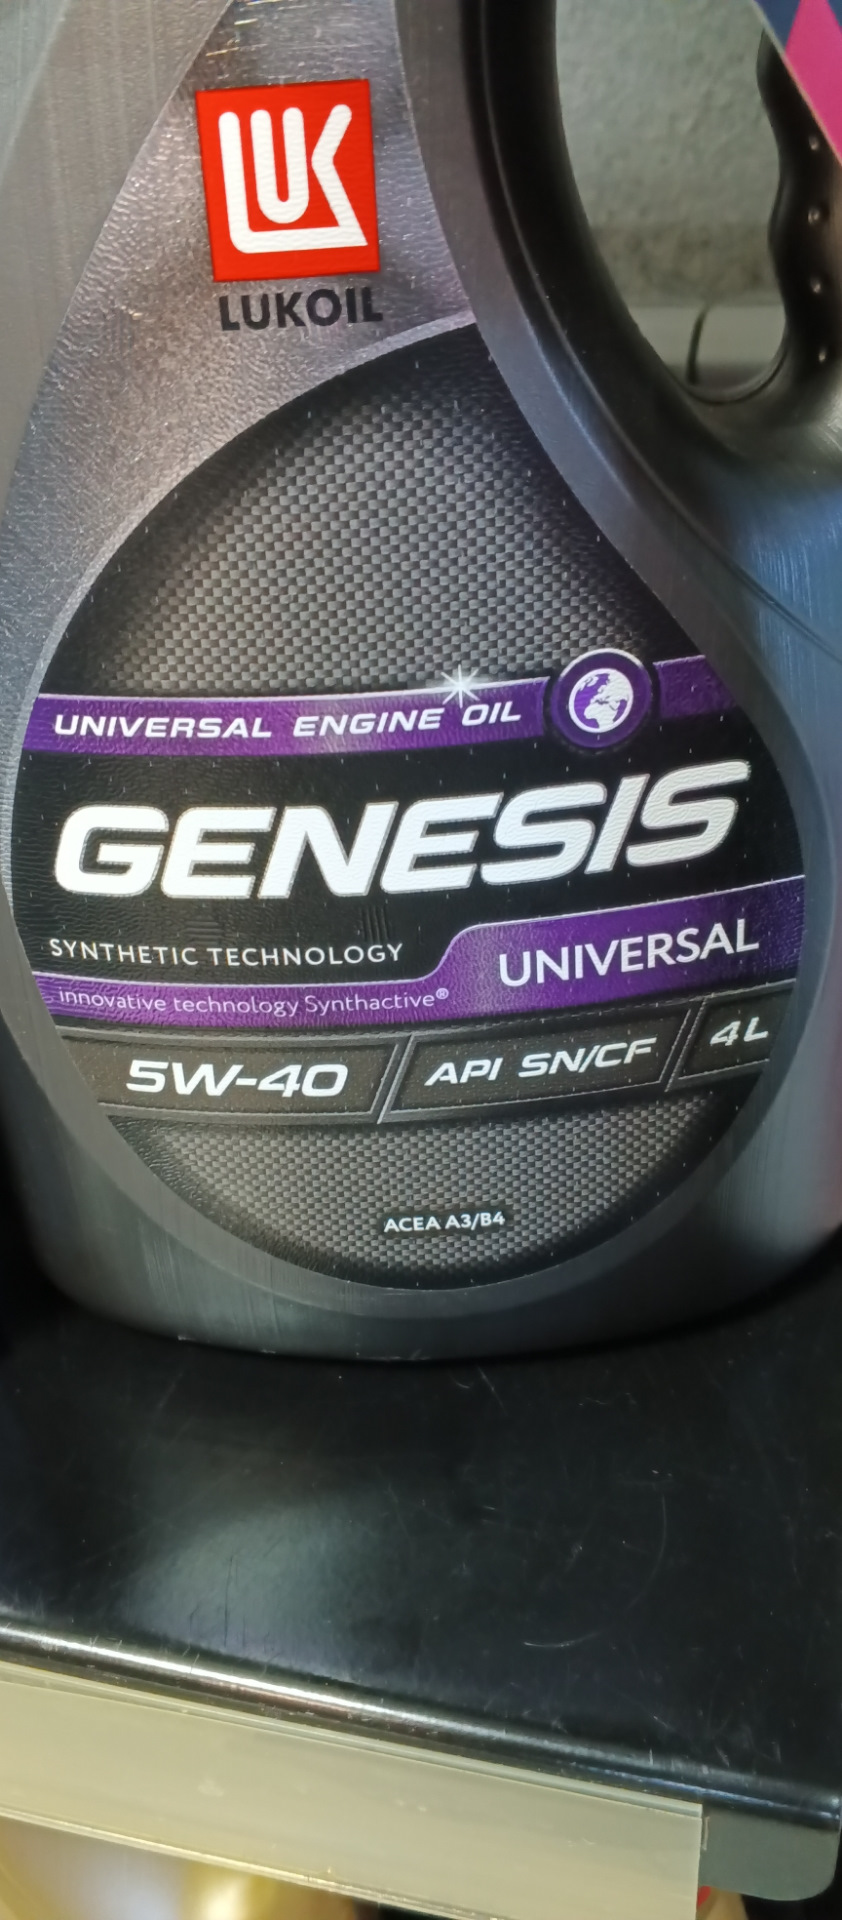 LUK
LUKOIL
UNIVERSAL ENGINE OIL
GENESIS
SYNTHETIC TECHNOLOGY
UNIVERSAL
innovative technology Synthactive®
5W-40
API SN/CF
4L
ACEA A3/B4